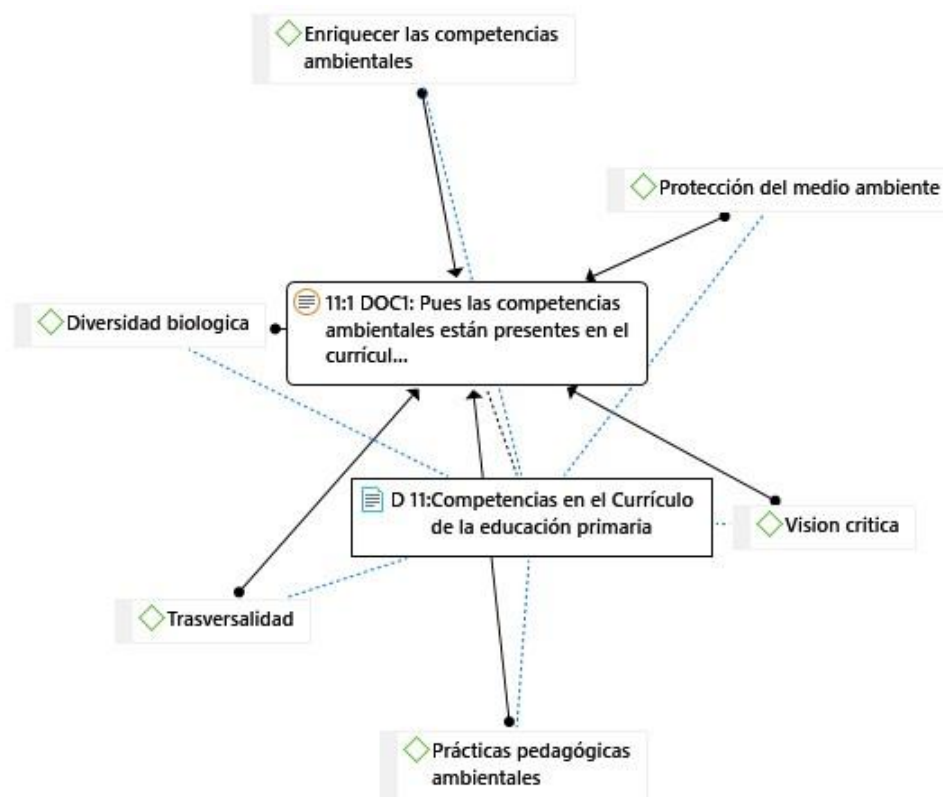 Enriquecer las competencias
ambientales
Protección del medio ambiente
11:1 DOC1: Pues las competencias
ambientales están presentes en el
currícul...
Diversidad biologica
D 11:Competencias en el Currículo
de la educación primaria
Vision critica
Trasversalidad
Prácticas pedagógicas
ambientales